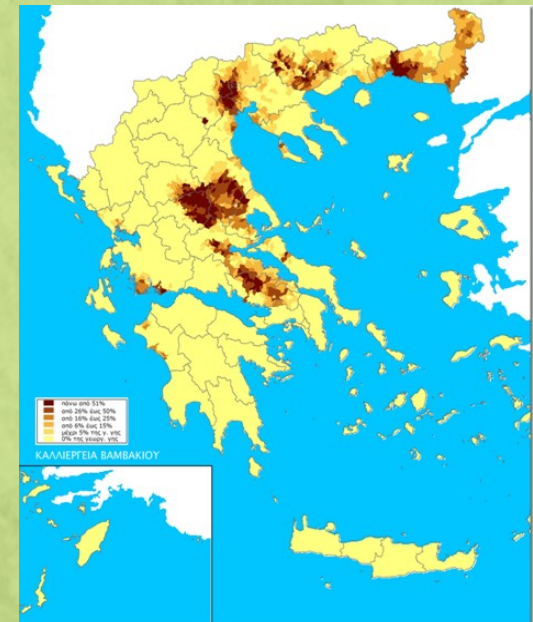 πάνω από 51%
από 26% έως 50%
από 16% έως 25%
από 6% έως 15%
μέχρι 5% της γ. γης
0% της γεωργ. γης
ΚΑΛΛΙΕΡΓΕΙΑ ΒΑΜΒΑΚΙΟΥ